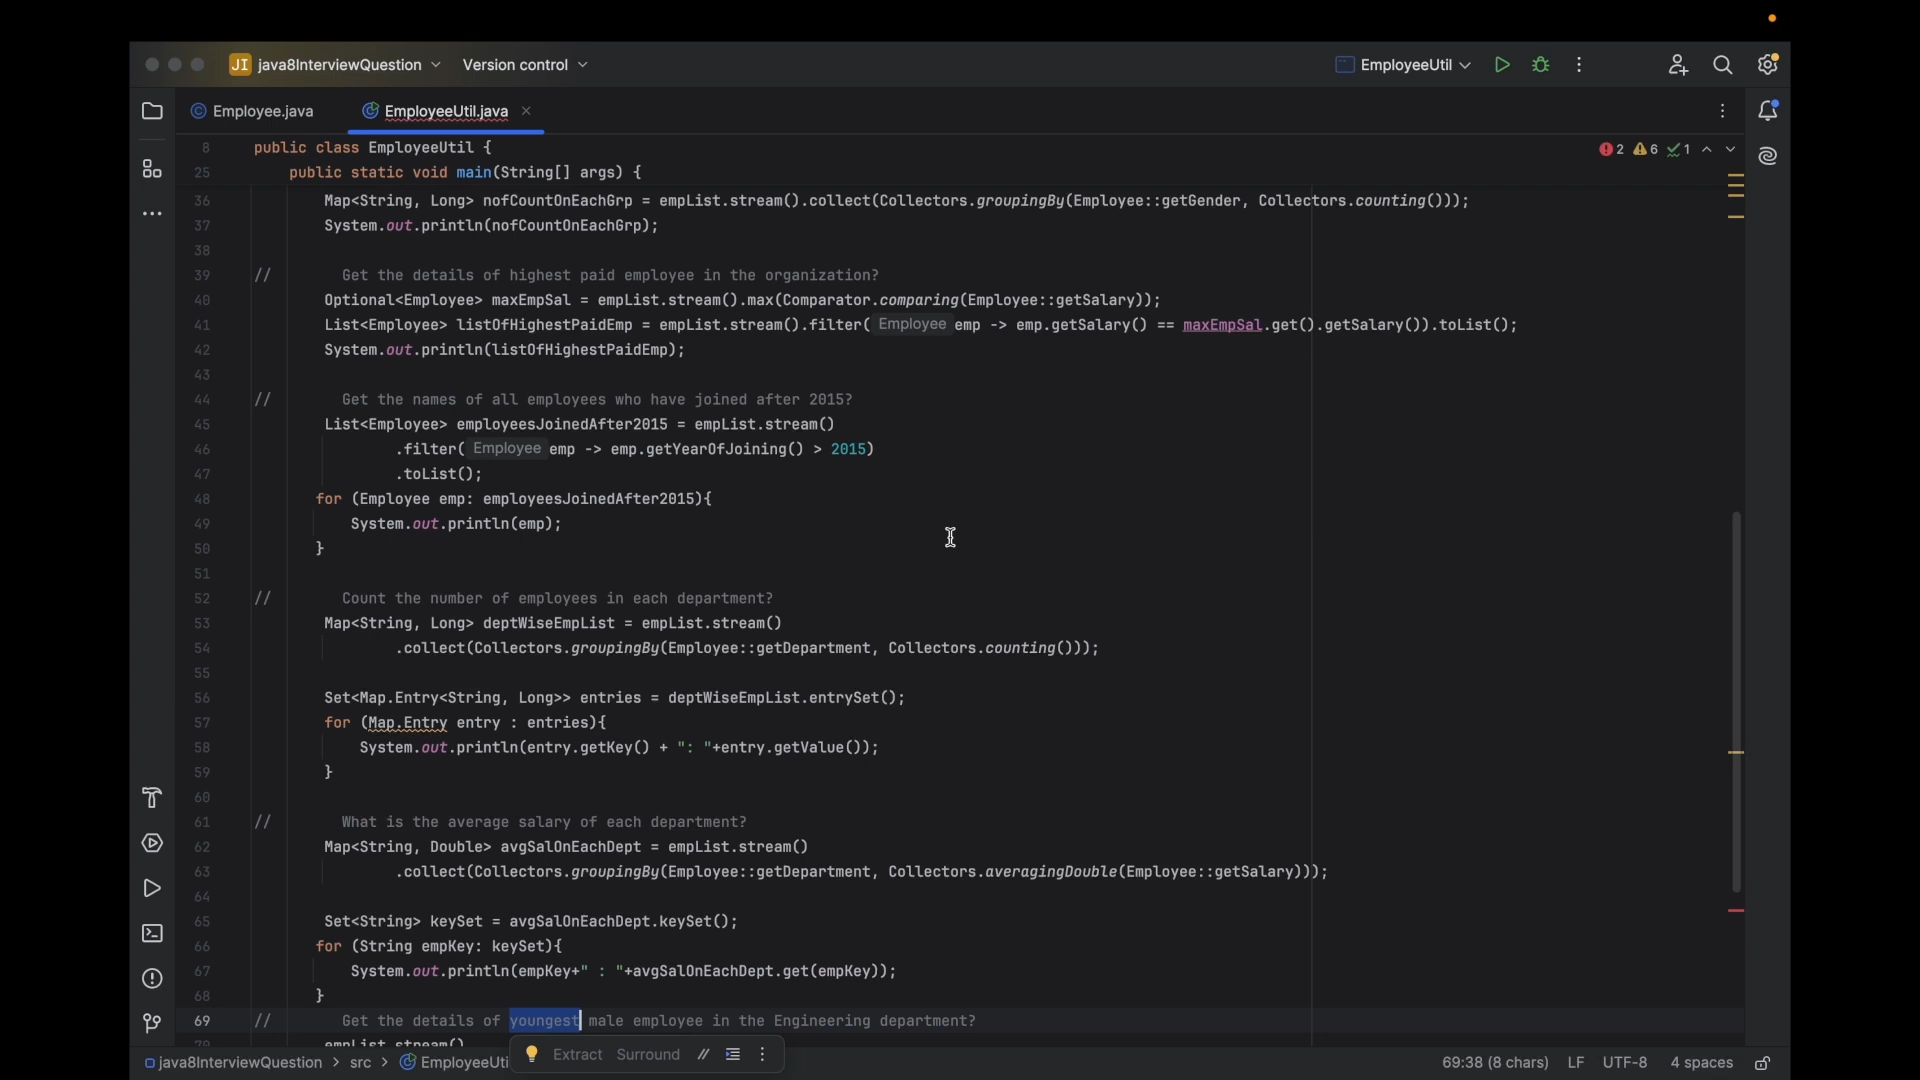 JI java8InterviewQuestion Version control EmployeeUtil
Employee.java EmployeeUtil.java
8 public class EmployeeUtil { 2 6 1
25 public static void main(String[] args) {
36 Map<String, Long> nofCountOnEachGrp = empList.stream().collect(Collectors.groupingBy(Employee::getGender, Collectors.counting()));
37 System.out.println(nofCountOnEachGrp);
38
39 // Get the details of highest paid employee in the organization?
40 Optional<Employee> maxEmpSal = empList.stream().max(Comparator.comparing(Employee::getSalary));
41 List<Employee> listOfHighestPaidEmp = empList.stream().filter( Employee emp -> emp.getSalary() == maxEmpSal.get().getSalary()).toList();
42 System.out.println(listOfHighestPaidEmp);
43
44 // Get the names of all employees who have joined after 2015?
45 List<Employee> employeesJoinedAfter2015 = empList.stream()
46 .filter( Employee emp -> emp.getYearOfJoining() > 2015)
47 .toList();
48 for (Employee emp: employeesJoinedAfter2015){
49 System.out.println(emp);
50 }
51
52 // Count the number of employees in each department?
53 Map<String, Long> deptWiseEmpList = empList.stream()
54 .collect(Collectors.groupingBy(Employee::getDepartment, Collectors.counting()));
55
56 Set<Map.Entry<String, Long>> entries = deptWiseEmpList.entrySet();
57 for (Map.Entry entry : entries){
58 System.out.println(entry.getKey() + ": "+entry.getValue());
59 }
60
61 // What is the average salary of each department?
62 Map<String, Double> avgSalOnEachDept = empList.stream()
63 .collect(Collectors.groupingBy(Employee::getDepartment, Collectors.averagingDouble(Employee::getSalary)));
64
65 Set<String> keySet = avgSalOnEachDept.keySet();
66 for (String empKey: keySet){
67 System.out.println(empKey+" : "+avgSalOnEachDept.get(empKey));
68 }
69 // Get the details of youngest male employee in the Engineering department?
70 empList.stream()
Extract Surround //
java8InterviewQuestion > src > EmployeeUti 69:38 (8 chars) LF UTF-8 4 spaces